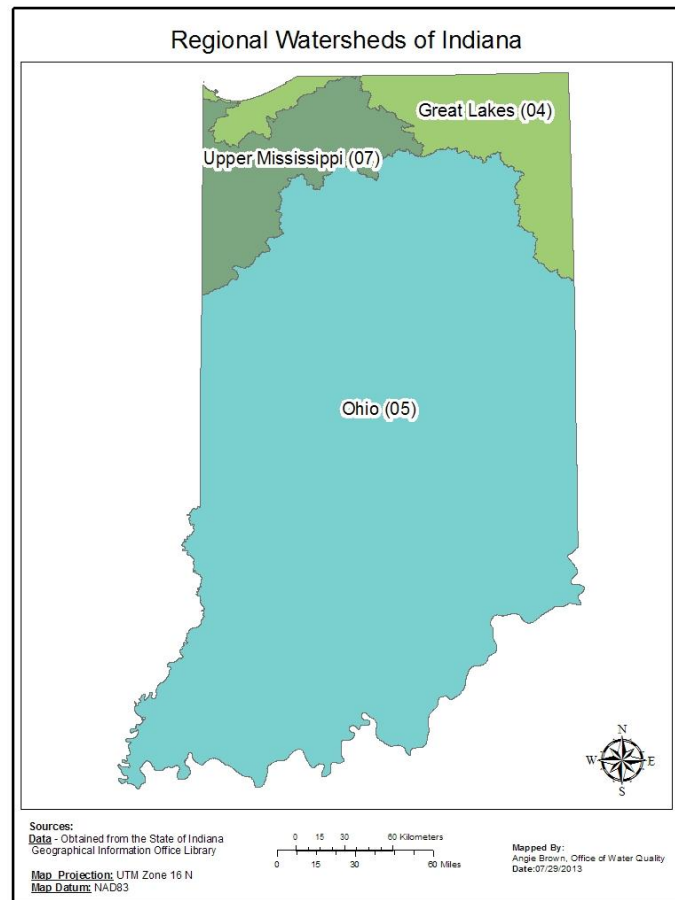 Regional Watersheds of Indiana
Great Lakes (04)
Upper Mississippi (07)
Ohio (05)
N
W E
S
Sources:
Data - Obtained from the State of Indiana
Geographical Information Office Library
Map Projection: UTM Zone 16 N
Map Datum: NAD83
0 15 30 60 Kilometers
0 15 30 60 Miles
Mapped By:
Angie Brown, Office of Water Quality
Date:07/29/2013